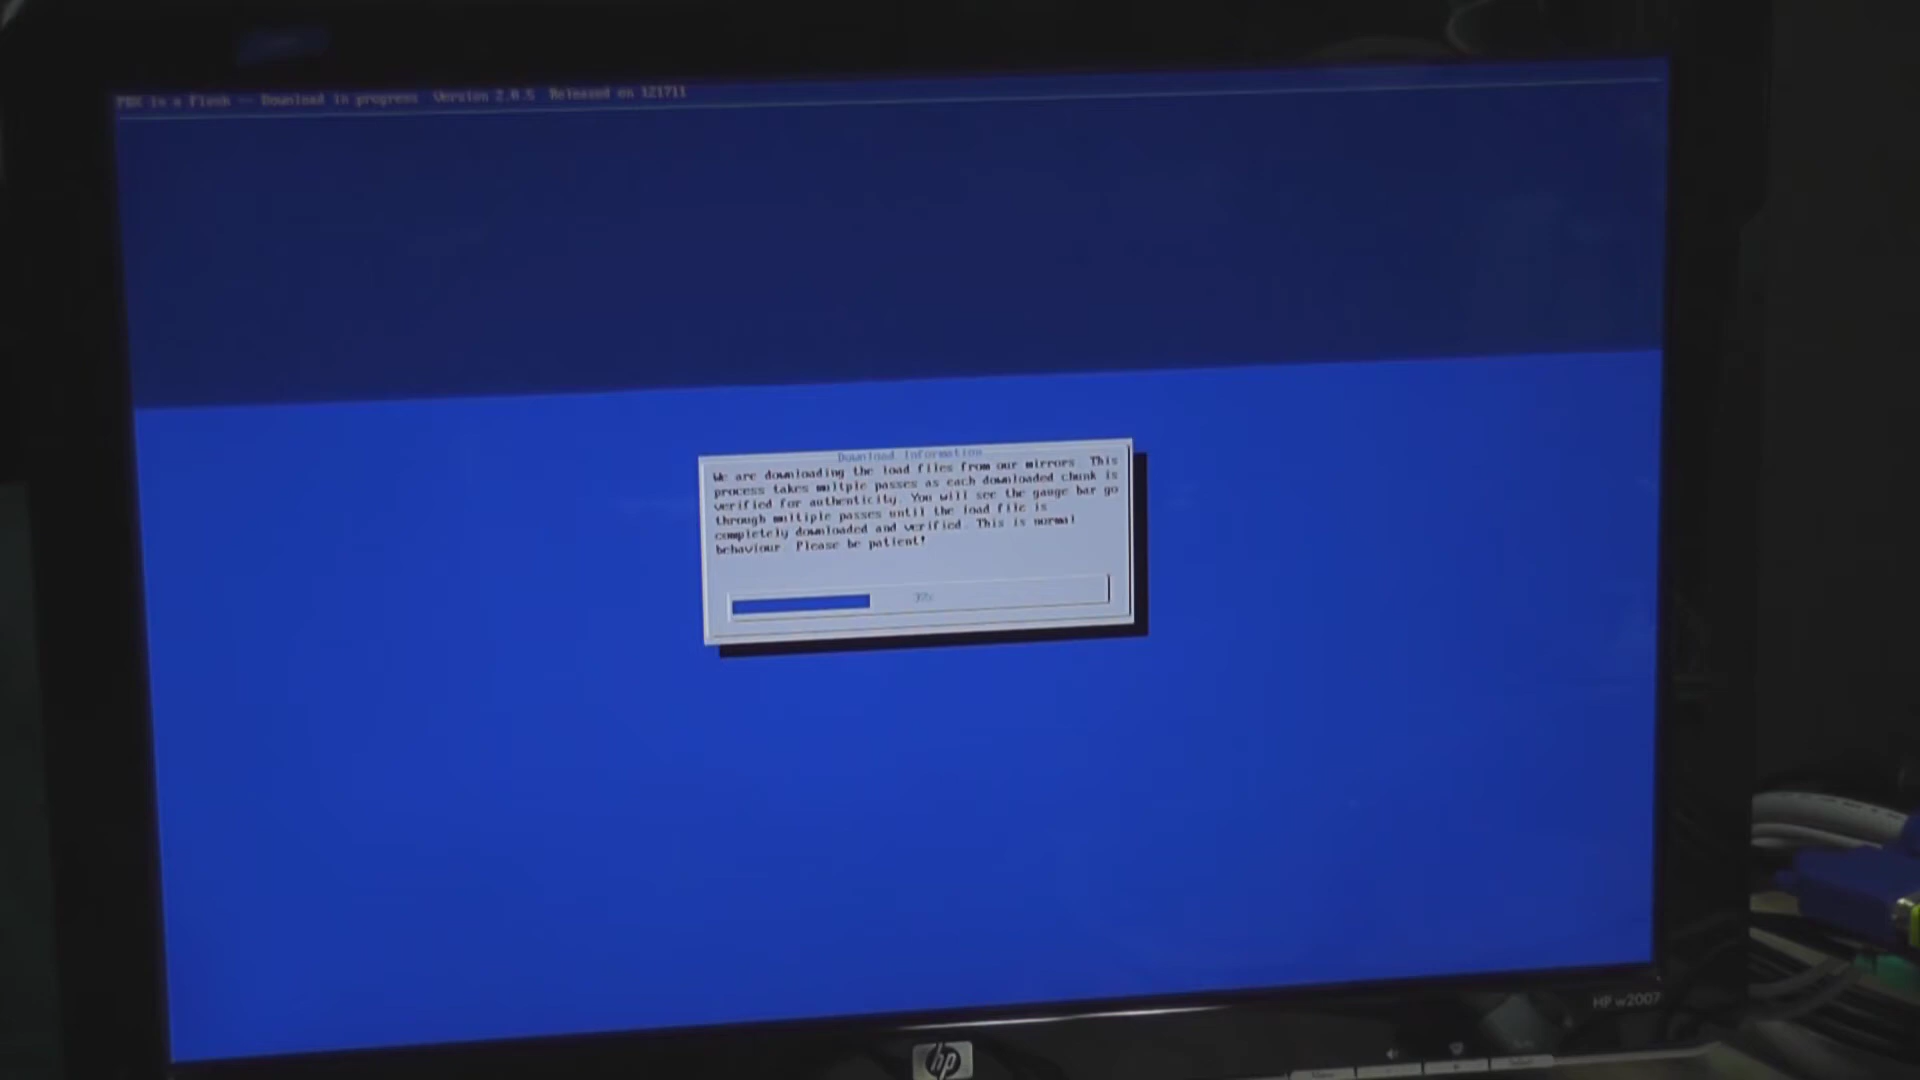 PBX in a Flash -- Download in progress Version 2.0.5 Released on 121711
Download Information
We are downloading the load files from our mirrors. This
process takes multple passes as each downloaded chunk is
verified for authenticity. You will see the gauge bar go
through multiple passes until the load file is
completely downloaded and verified. This is normal
behaviour. Please be patient!
HP w2007
hp